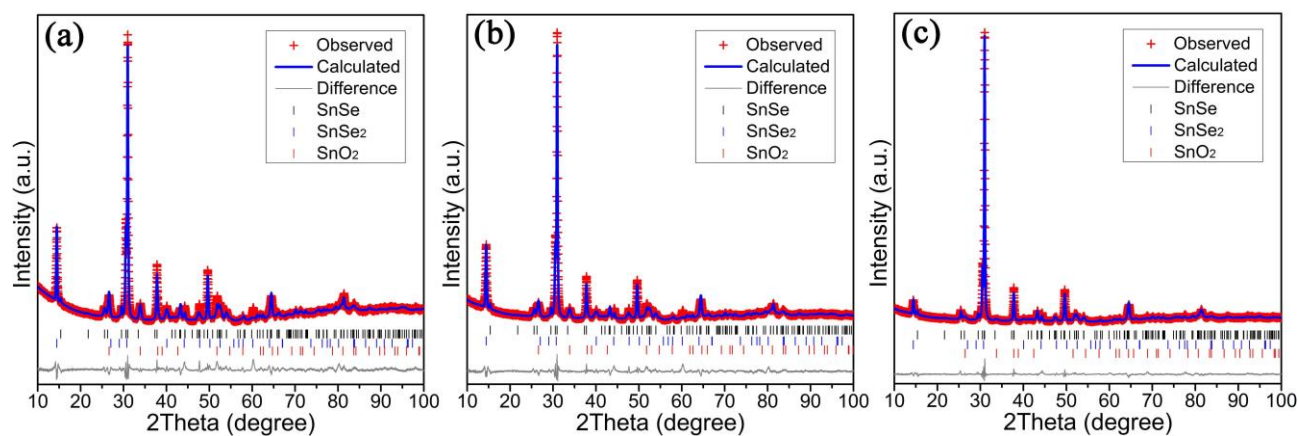 (a)
Observed
Calculated
Difference
SnSe
SnSe2
SnO2
Intensity (a.u.)
10 20 30 40 50 60 70 80 90 100
2Theta (degree)
(b)
Observed
Calculated
Difference
SnSe
SnSe2
SnO2
Intensity (a.u.)
10 20 30 40 50 60 70 80 90 100
2Theta (degree)
(c)
Observed
Calculated
Difference
SnSe
SnSe2
SnO2
Intensity (a.u.)
10 20 30 40 50 60 70 80 90 100
2Theta (degree)